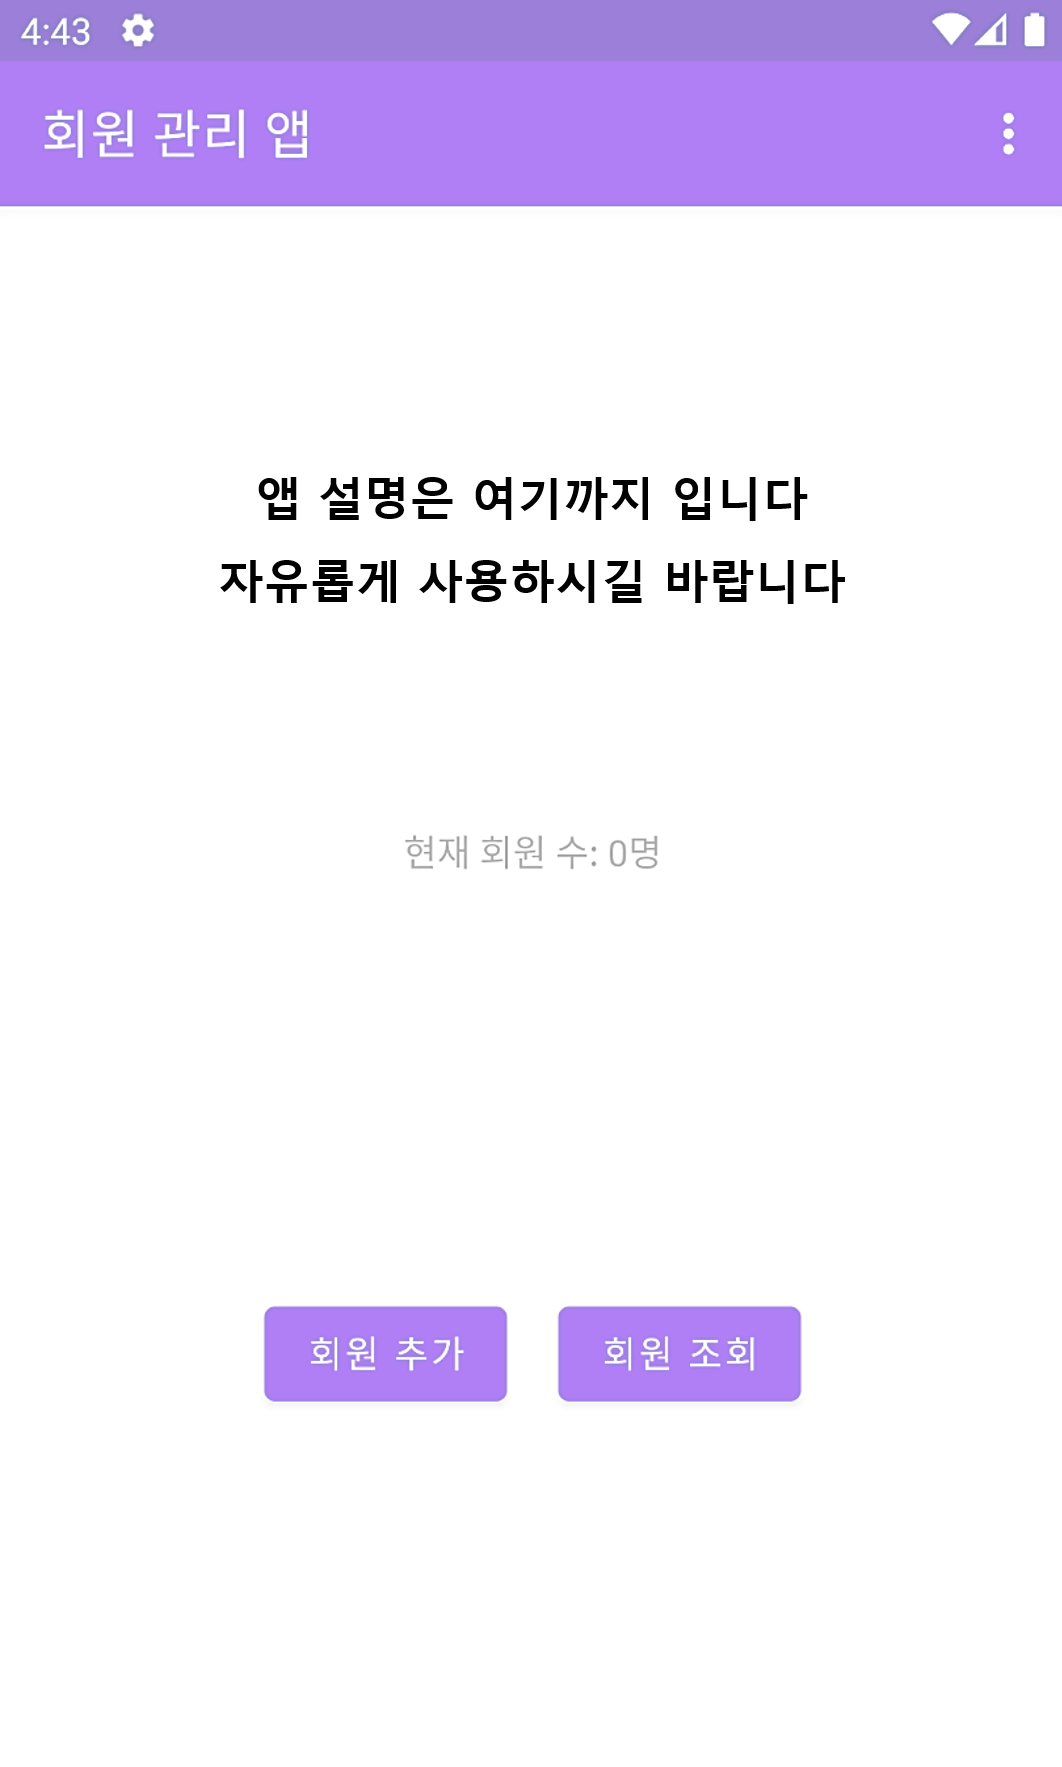 4:43
회원 관리 앱
앱 설명은 여기까지 입니다
자유롭게 사용하시길 바랍니다
현재 회원 수: 0명
회원 추가
회원 조회